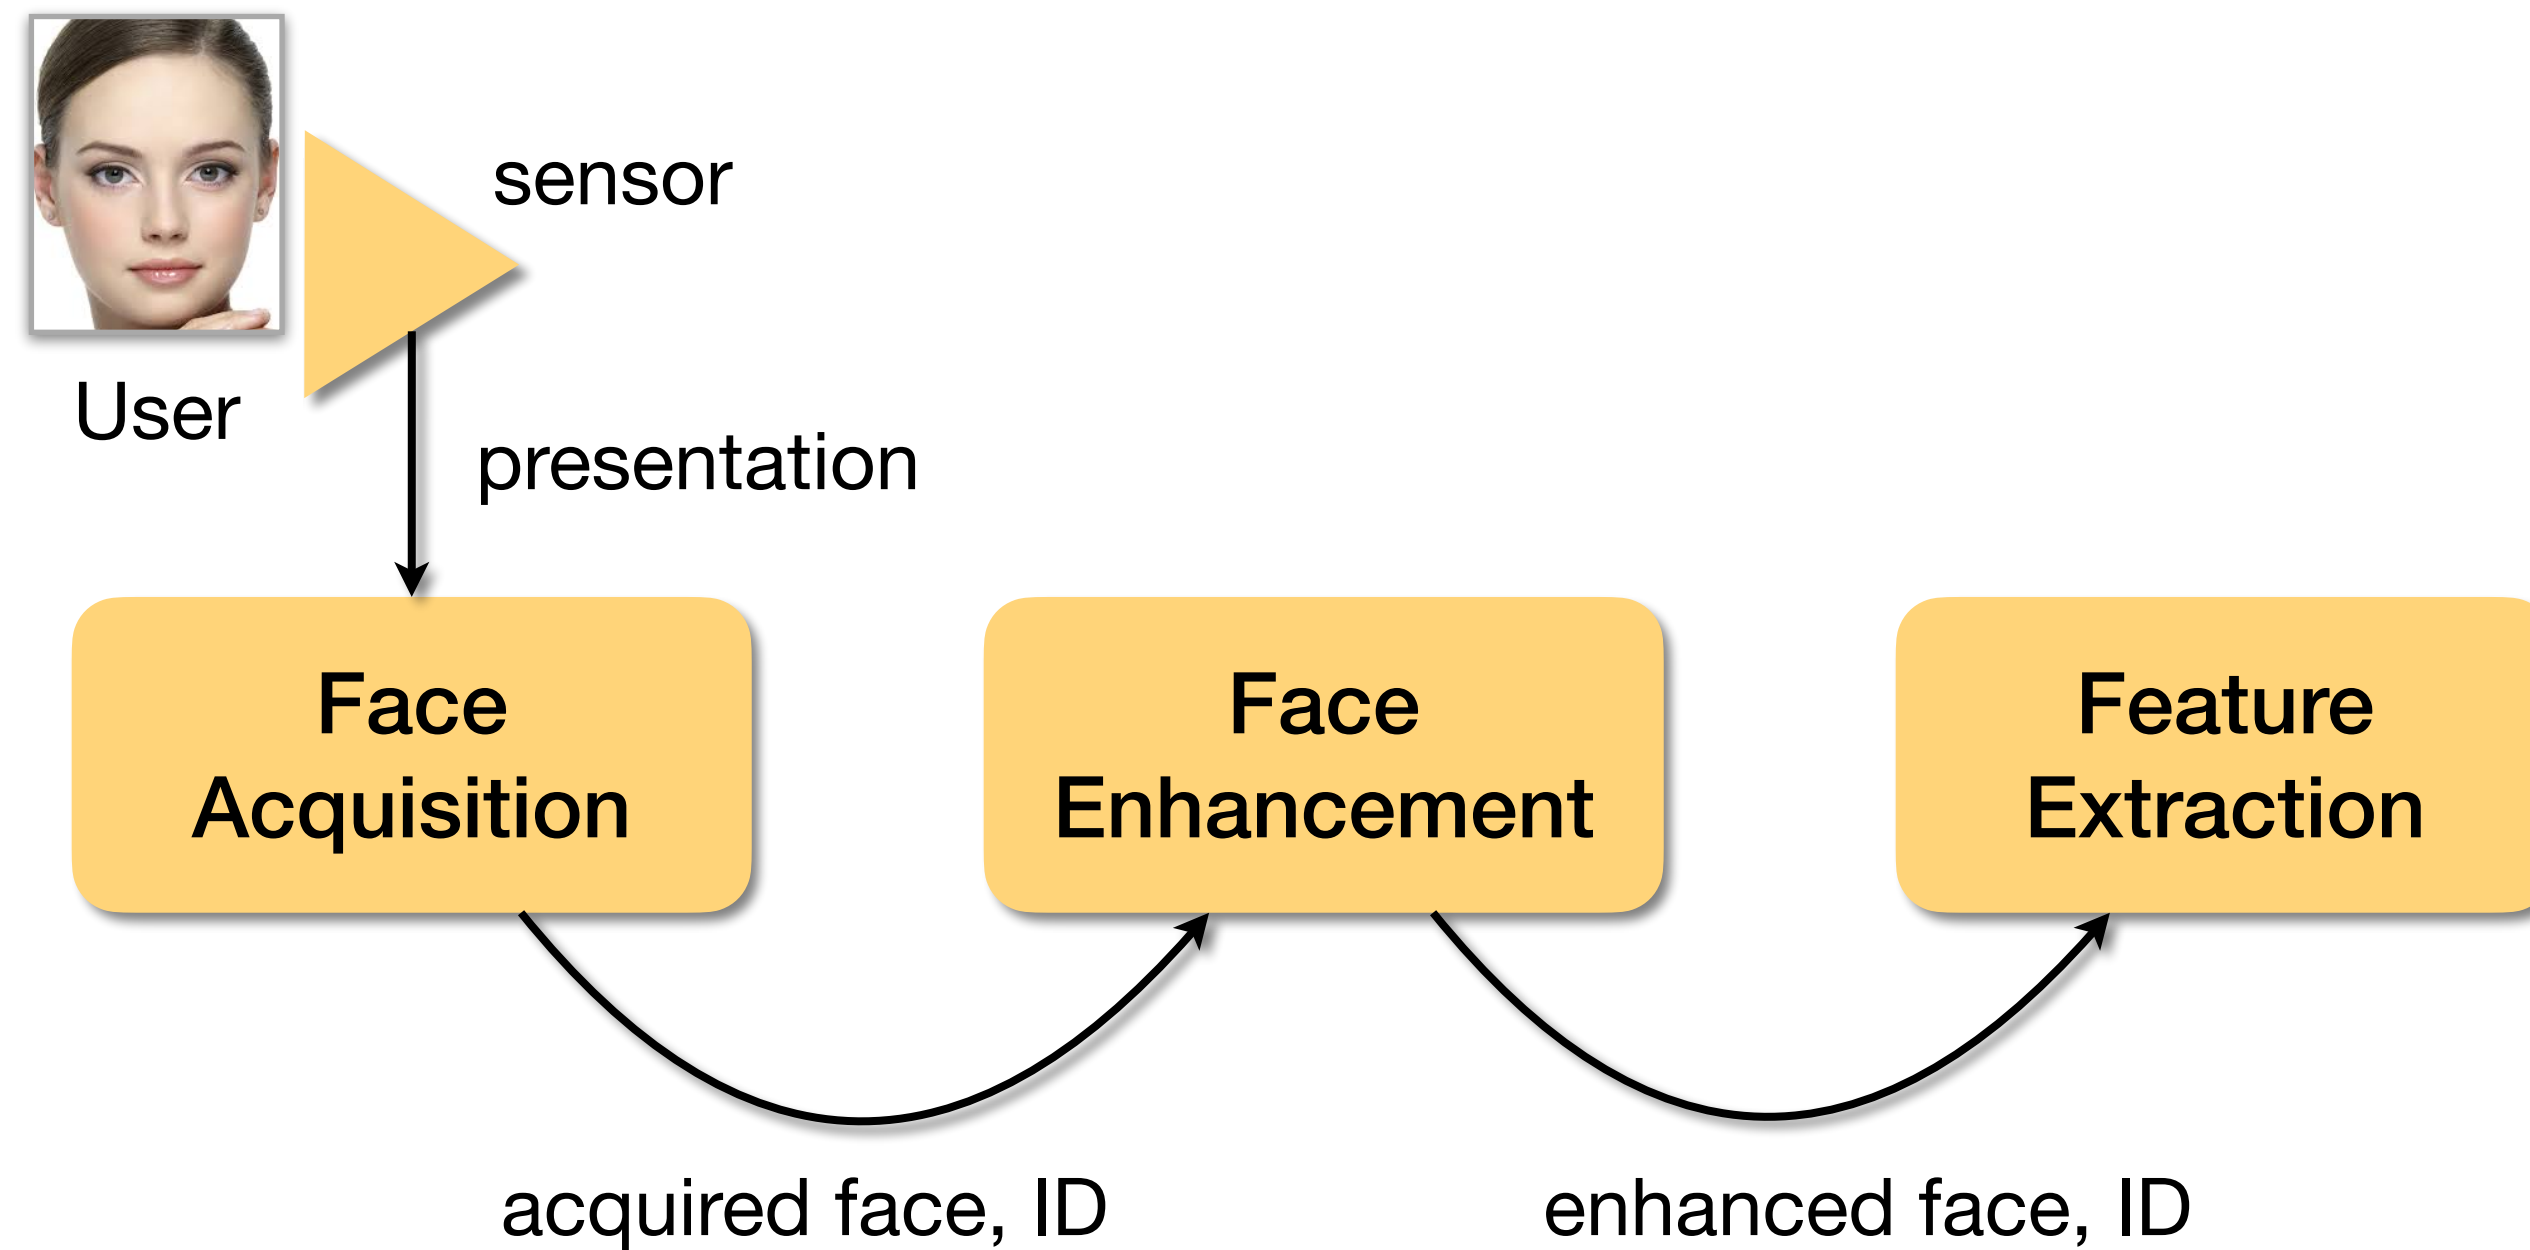 sensor
User
presentation
Face
Acquisition
Face
Enhancement
Feature
Extraction
acquired face, ID
enhanced face, ID